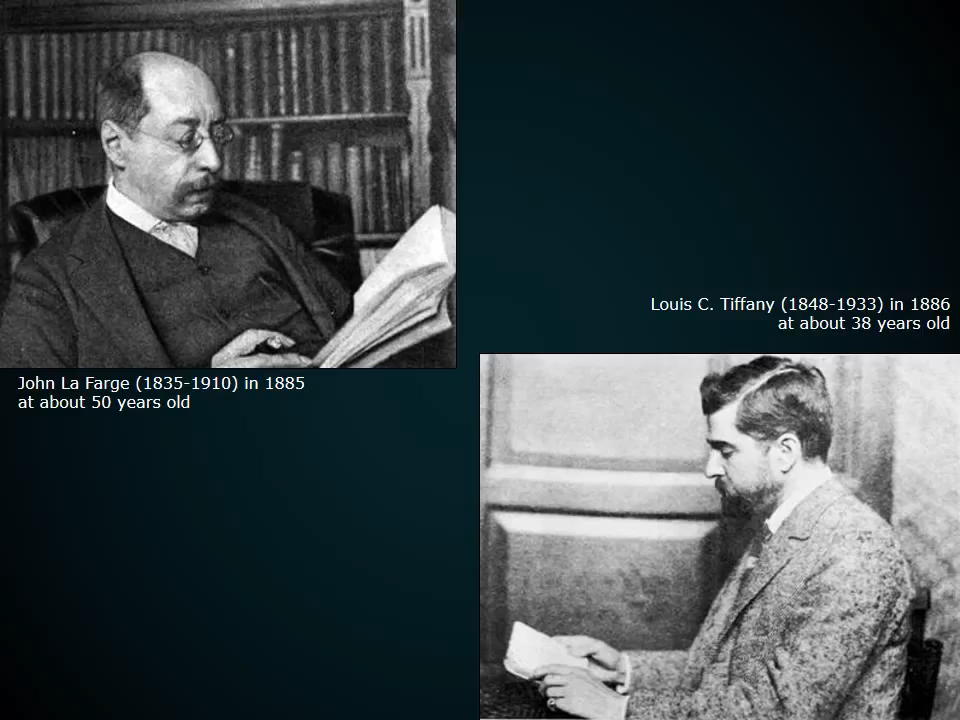 Louis C. Tiffany (1848-1933) in 1886
at about 38 years old
John La Farge (1835-1910) in 1885
at about 50 years old